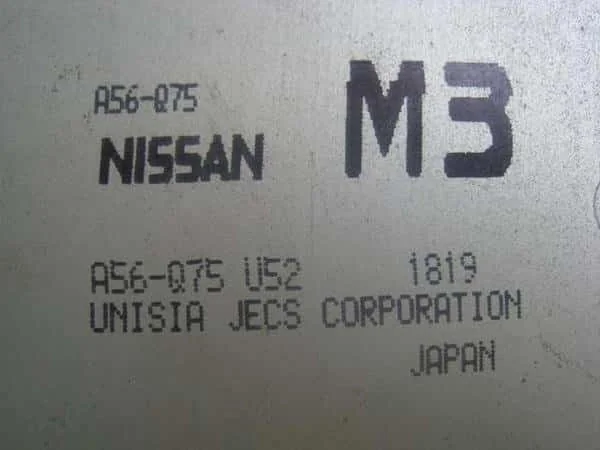 A56-Q75
NISSAN M3
A56-Q75 U52 1819
UNISIA JECS CORPORATION
JAPAN